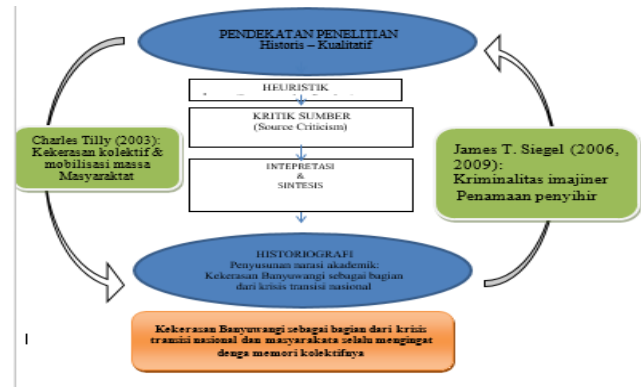 PENDEKATAN PENELITIAN
Historis – Kualitatif
HEURISTIK
KRITIK SUMBER
(Source Criticism)
Charles Tilly (2003):
Kekerasan kolektif &
mobilisasi massa
Masyaraktat
James T. Siegel (2006,
2009):
Kriminalitas imajiner
Penamaan penyihir
INTEPRETASI
&
SINTESIS
HISTORIOGRAFI
Penyusunan narasi akademik:
Kekerasan Banyuwangi sebagai bagian
dari krisis transisi nasional
Kekerasan Banyuwangi sebagai bagian dari krisis
transisi nasional dan masyarakata selalu mengingat
denga memori kolektifnya